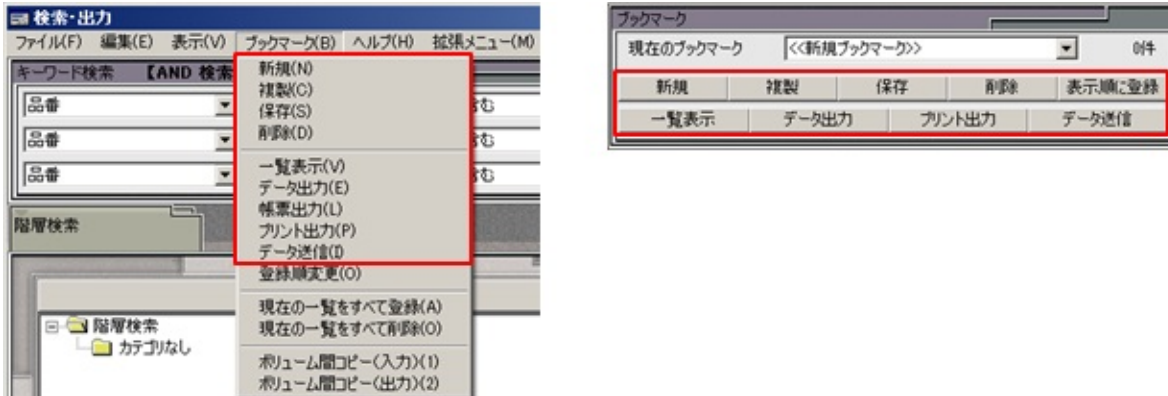 検索・出力
ファイル(F) 編集(E) 表示(V) ブックマーク(B) ヘルプ(H) 拡張メニュー(M)
キーワード検索 【AND 検索
品番
含む
品番
含む
品番
含む
階層検索
新規(N)
複製(C)
保存(S)
削除(D)
一覧表示(V)
データ出力(E)
帳票出力(L)
プリント出力(P)
データ送信(I)
登録順変更(O)
現在の一覧をすべて登録(A)
現在の一覧をすべて削除(O)
ボリューム間コピー(入力)(1)
ボリューム間コピー(出力)(2)
階層検索
カテゴリなし
ブックマーク
現在のブックマーク <<新規ブックマーク>> 0件
新規 複製 保存 削除 表示順に登録
一覧表示 データ出力 プリント出力 データ送信